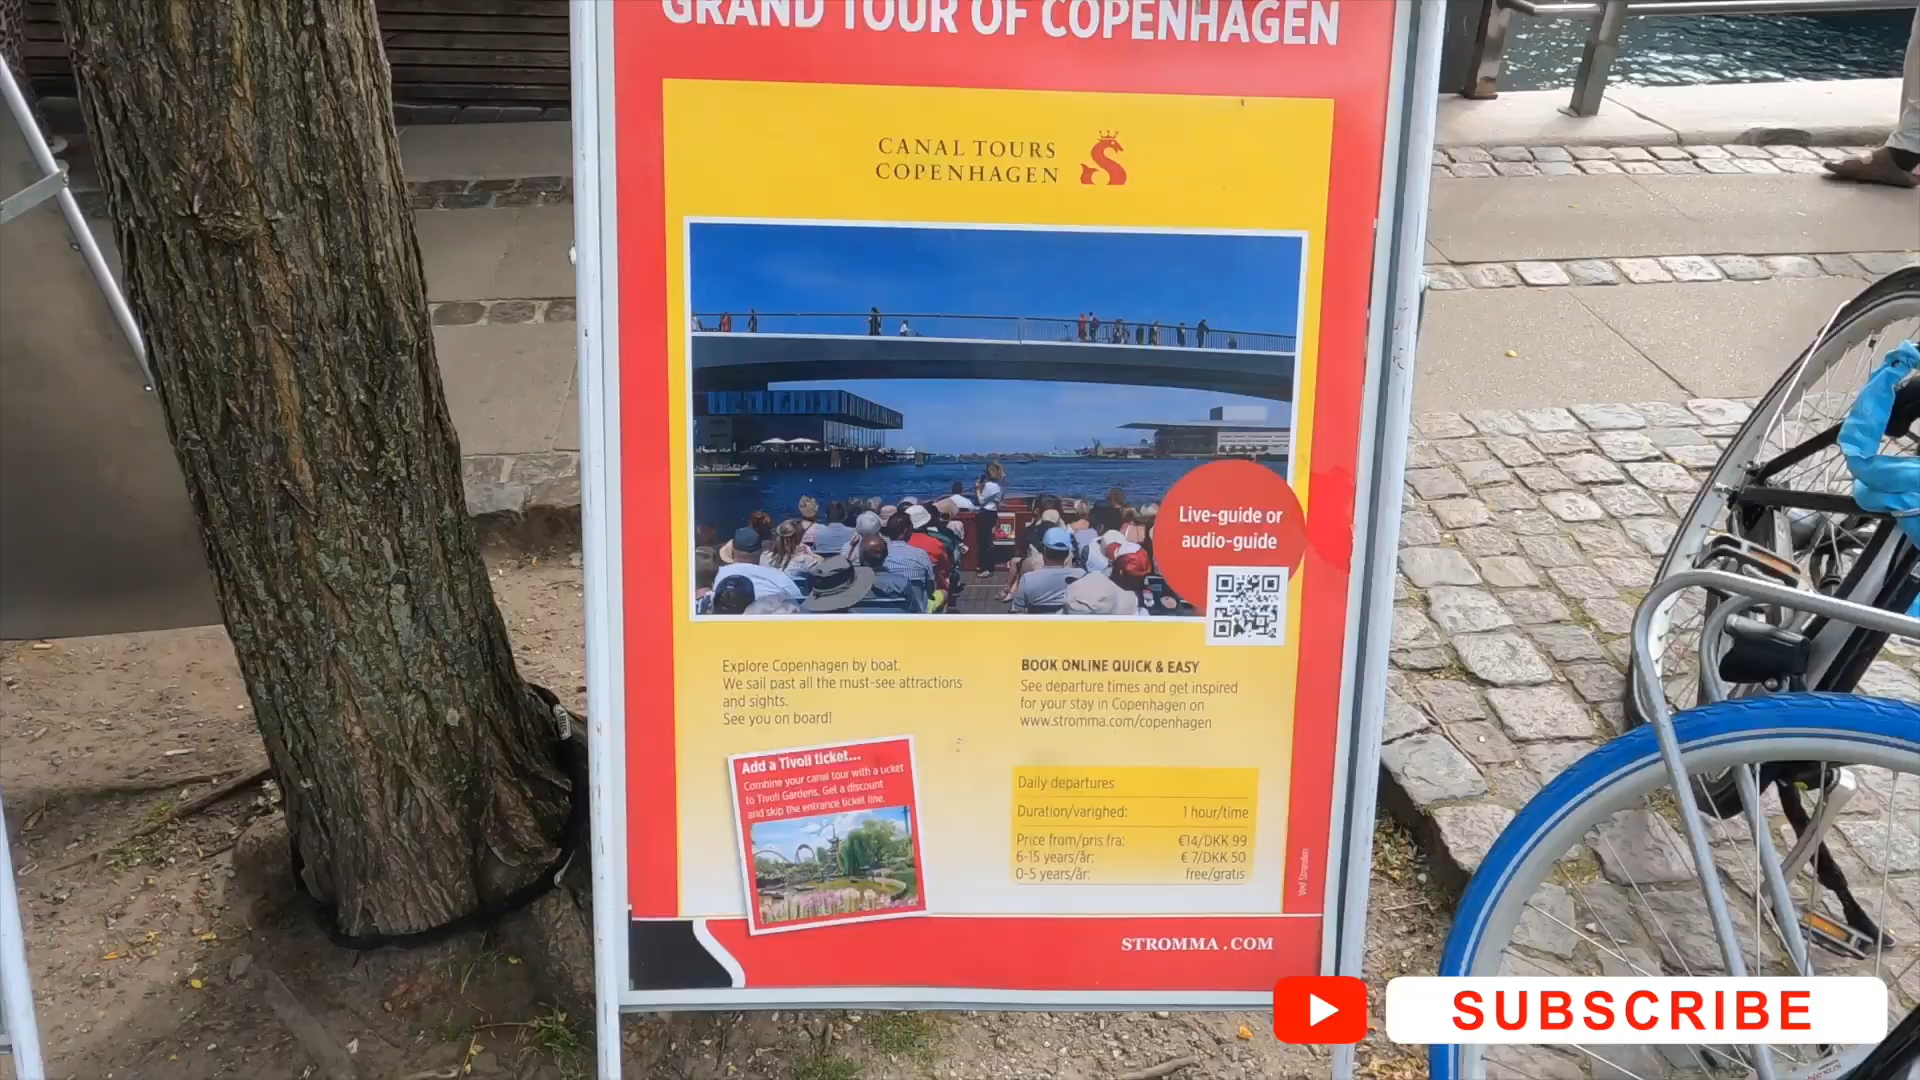 GRAND TOUR OF COPENHAGEN
CANAL TOURS
COPENHAGEN
Live-guide or
audio-guide
Explore Copenhagen by boat.
We sail past all the must-see attractions
and sights.
See you on board!
BOOK ONLINE QUICK & EASY
See departure times and get inspired
for your stay in Copenhagen on
www.stromma.com/copenhagen
Add a Tivoli ticket...
Combine your canal tour with a ticket
to Tivoli Gardens. Get a discount
and skip the entrance ticket line.
Daily departures
Duration/varighed: 1 hour/time
Price from/pris fra: €14/DKK 99
6-15 years/år: € 7/DKK 50
0-5 years/år: free/gratis
Ved Stranden
STROMMA.COM
SUBSCRIBE